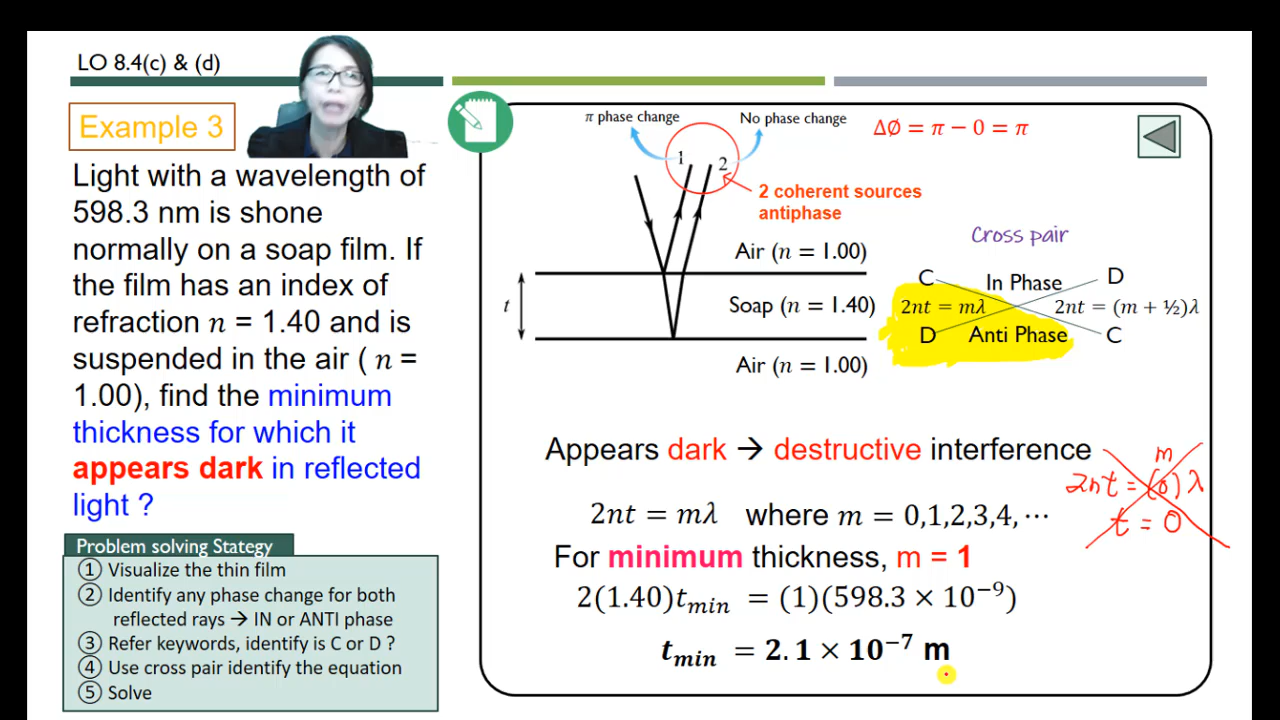 LO 8.4(c) & (d)
Example 3
Light with a wavelength of
598.3 nm is shone
normally on a soap film. If
the film has an index of
refraction n = 1.40 and is
suspended in the air ( n =
1.00), find the minimum
thickness for which it
appears dark in reflected
light ?
Problem solving Stategy
① Visualize the thin film
② Identify any phase change for both
reflected rays → IN or ANTI phase
③ Refer keywords, identify is C or D ?
④ Use cross pair identify the equation
⑤ Solve
π phase change
No phase change
ΔØ = π − 0 = π
1
2
2 coherent sources
antiphase
Air (n = 1.00)
t
Soap (n = 1.40)
Air (n = 1.00)
Cross pair
C In Phase D
2nt = mλ 2nt = (m + ½)λ
D Anti Phase C
Appears dark → destructive interference
2nt = mλ where m = 0,1,2,3,4, ⋯
m
2nt = (0) λ
t = 0
For minimum thickness, m = 1
2(1.40)tmin = (1)(598.3 × 10⁻⁹)
tmin = 2.1 × 10⁻⁷ m